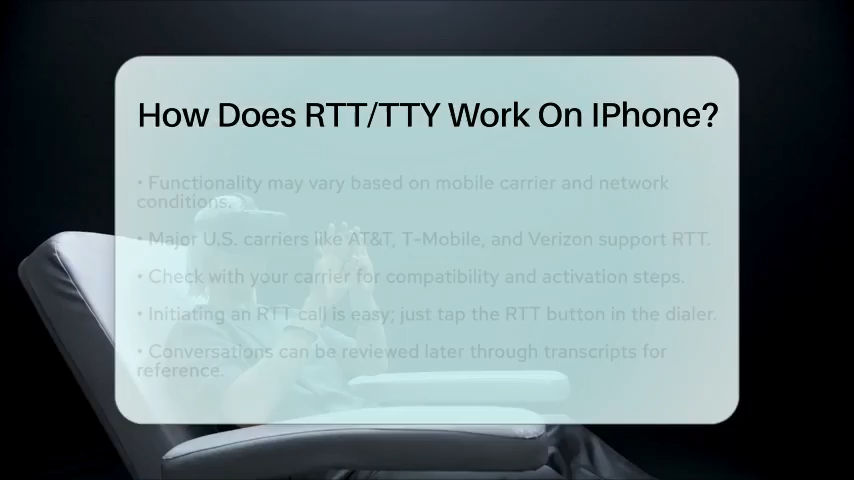 How Does RTT/TTY Work On IPhone?
• Functionality may vary based on mobile carrier and network
conditions.
• Major U.S. carriers like AT&T, T-Mobile, and Verizon support RTT.
• Check with your carrier for compatibility and activation steps.
• Initiating an RTT call is easy; just tap the RTT button in the dialer.
• Conversations can be reviewed later through transcripts for
reference.